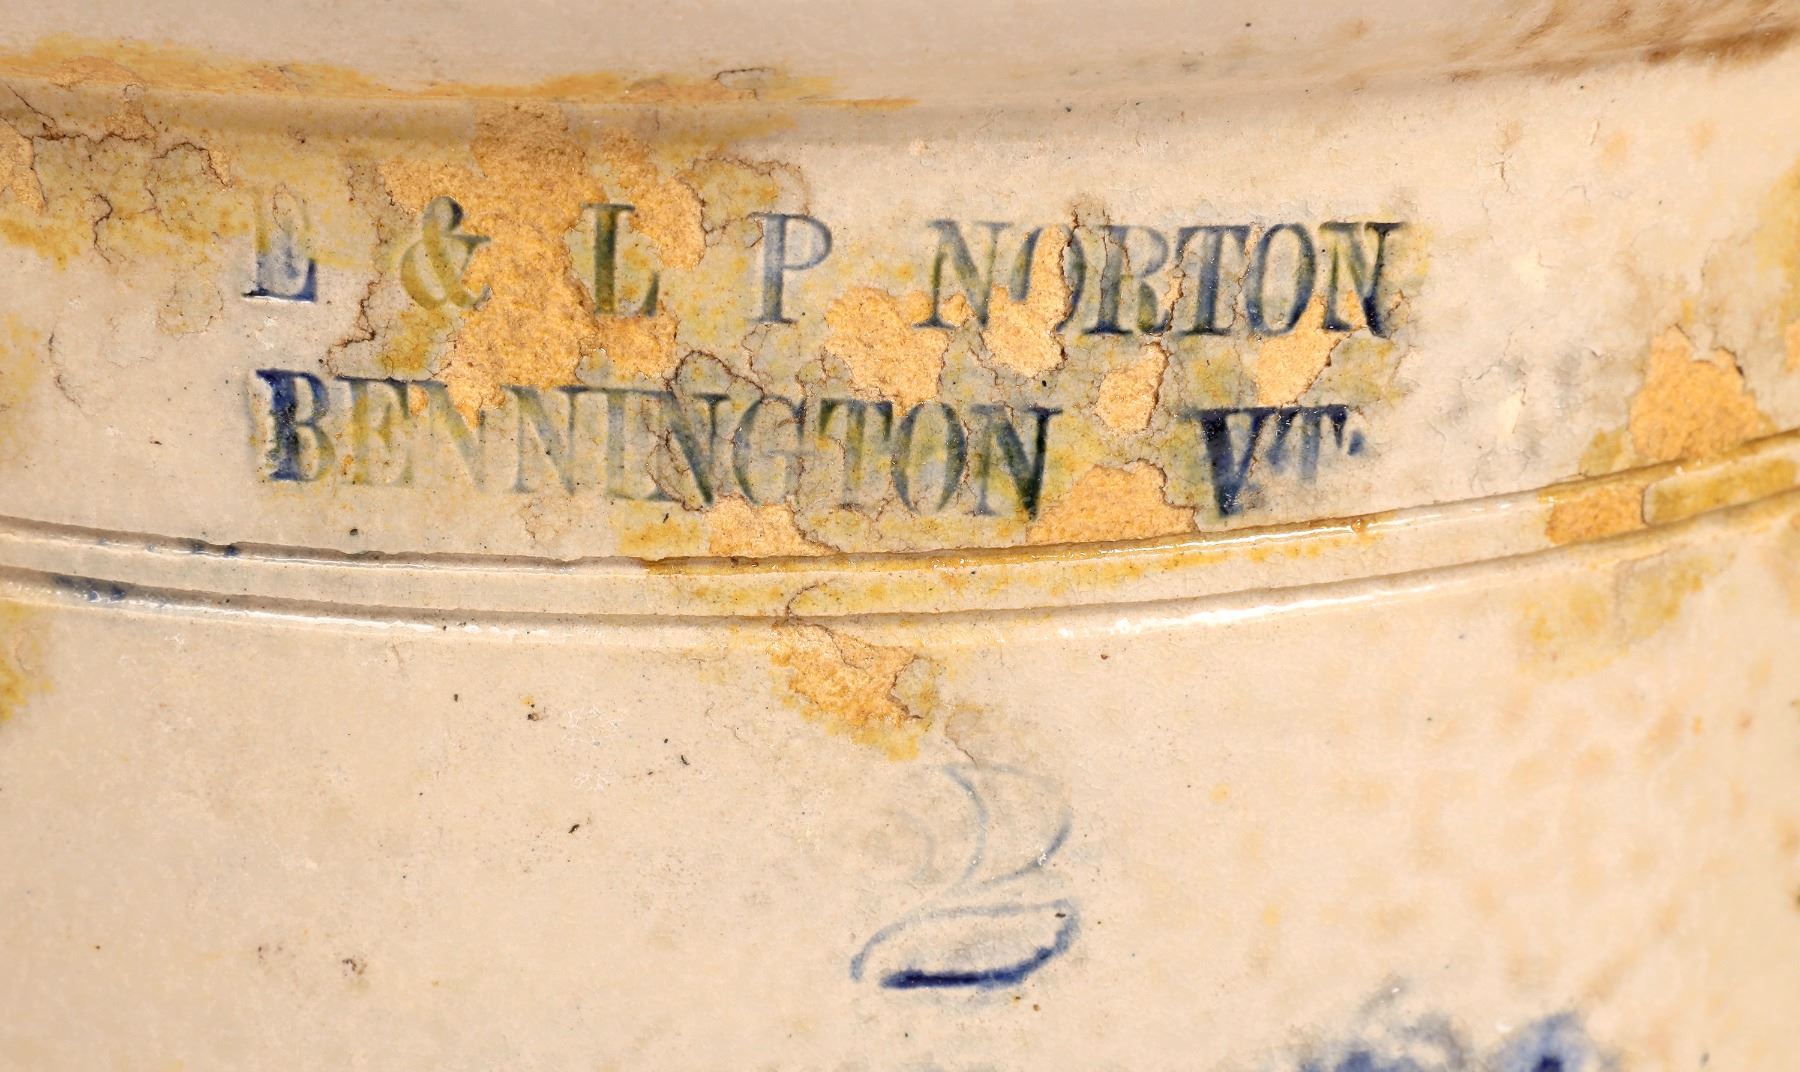 E & L P NORTON
BENNINGTON VT.
2